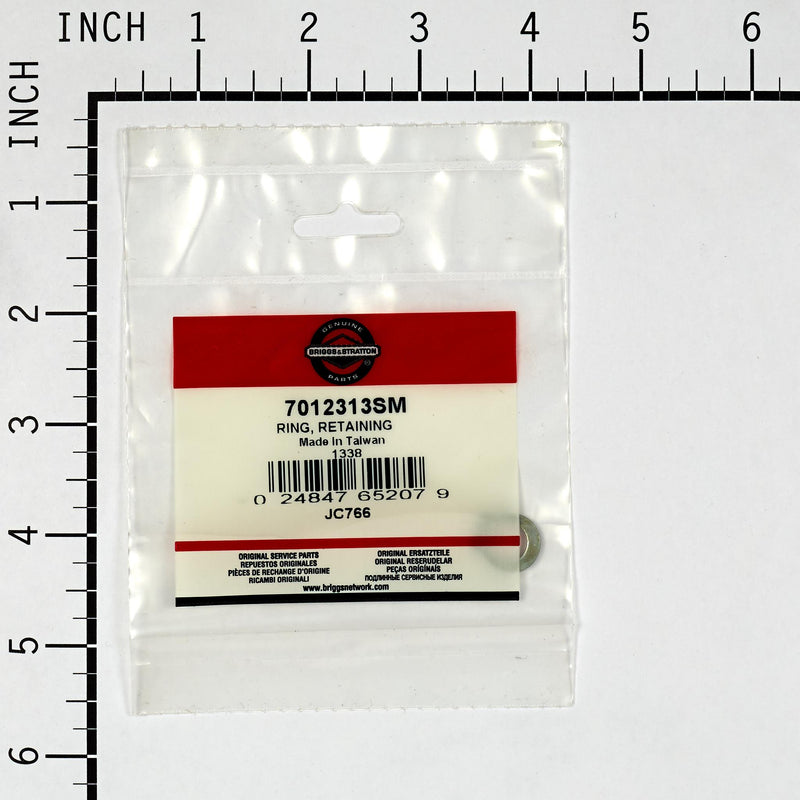 INCH 1 2 3 4 5 6
INCH
1
2
3
4
5
6
GENUINE
BRIGGS&STRATTON
PARTS
7012313SM
RING, RETAINING
Made In Taiwan
1338
0 24847 65207 9
JC766
ORIGINAL SERVICE PARTS
REPUESTOS ORIGINALES
PIÈCES DE RECHANGE D'ORIGINE
RICAMBI ORIGINALI
ORIGINAL ERSATZTEILE
ORIGINAL RESERUDELAR
PEÇAS ORIGÍNAIS
ПОДЛИННЫЕ СЕРВИСНЫЕ ИЗДЕЛИЯ
www.briggsnetwork.com